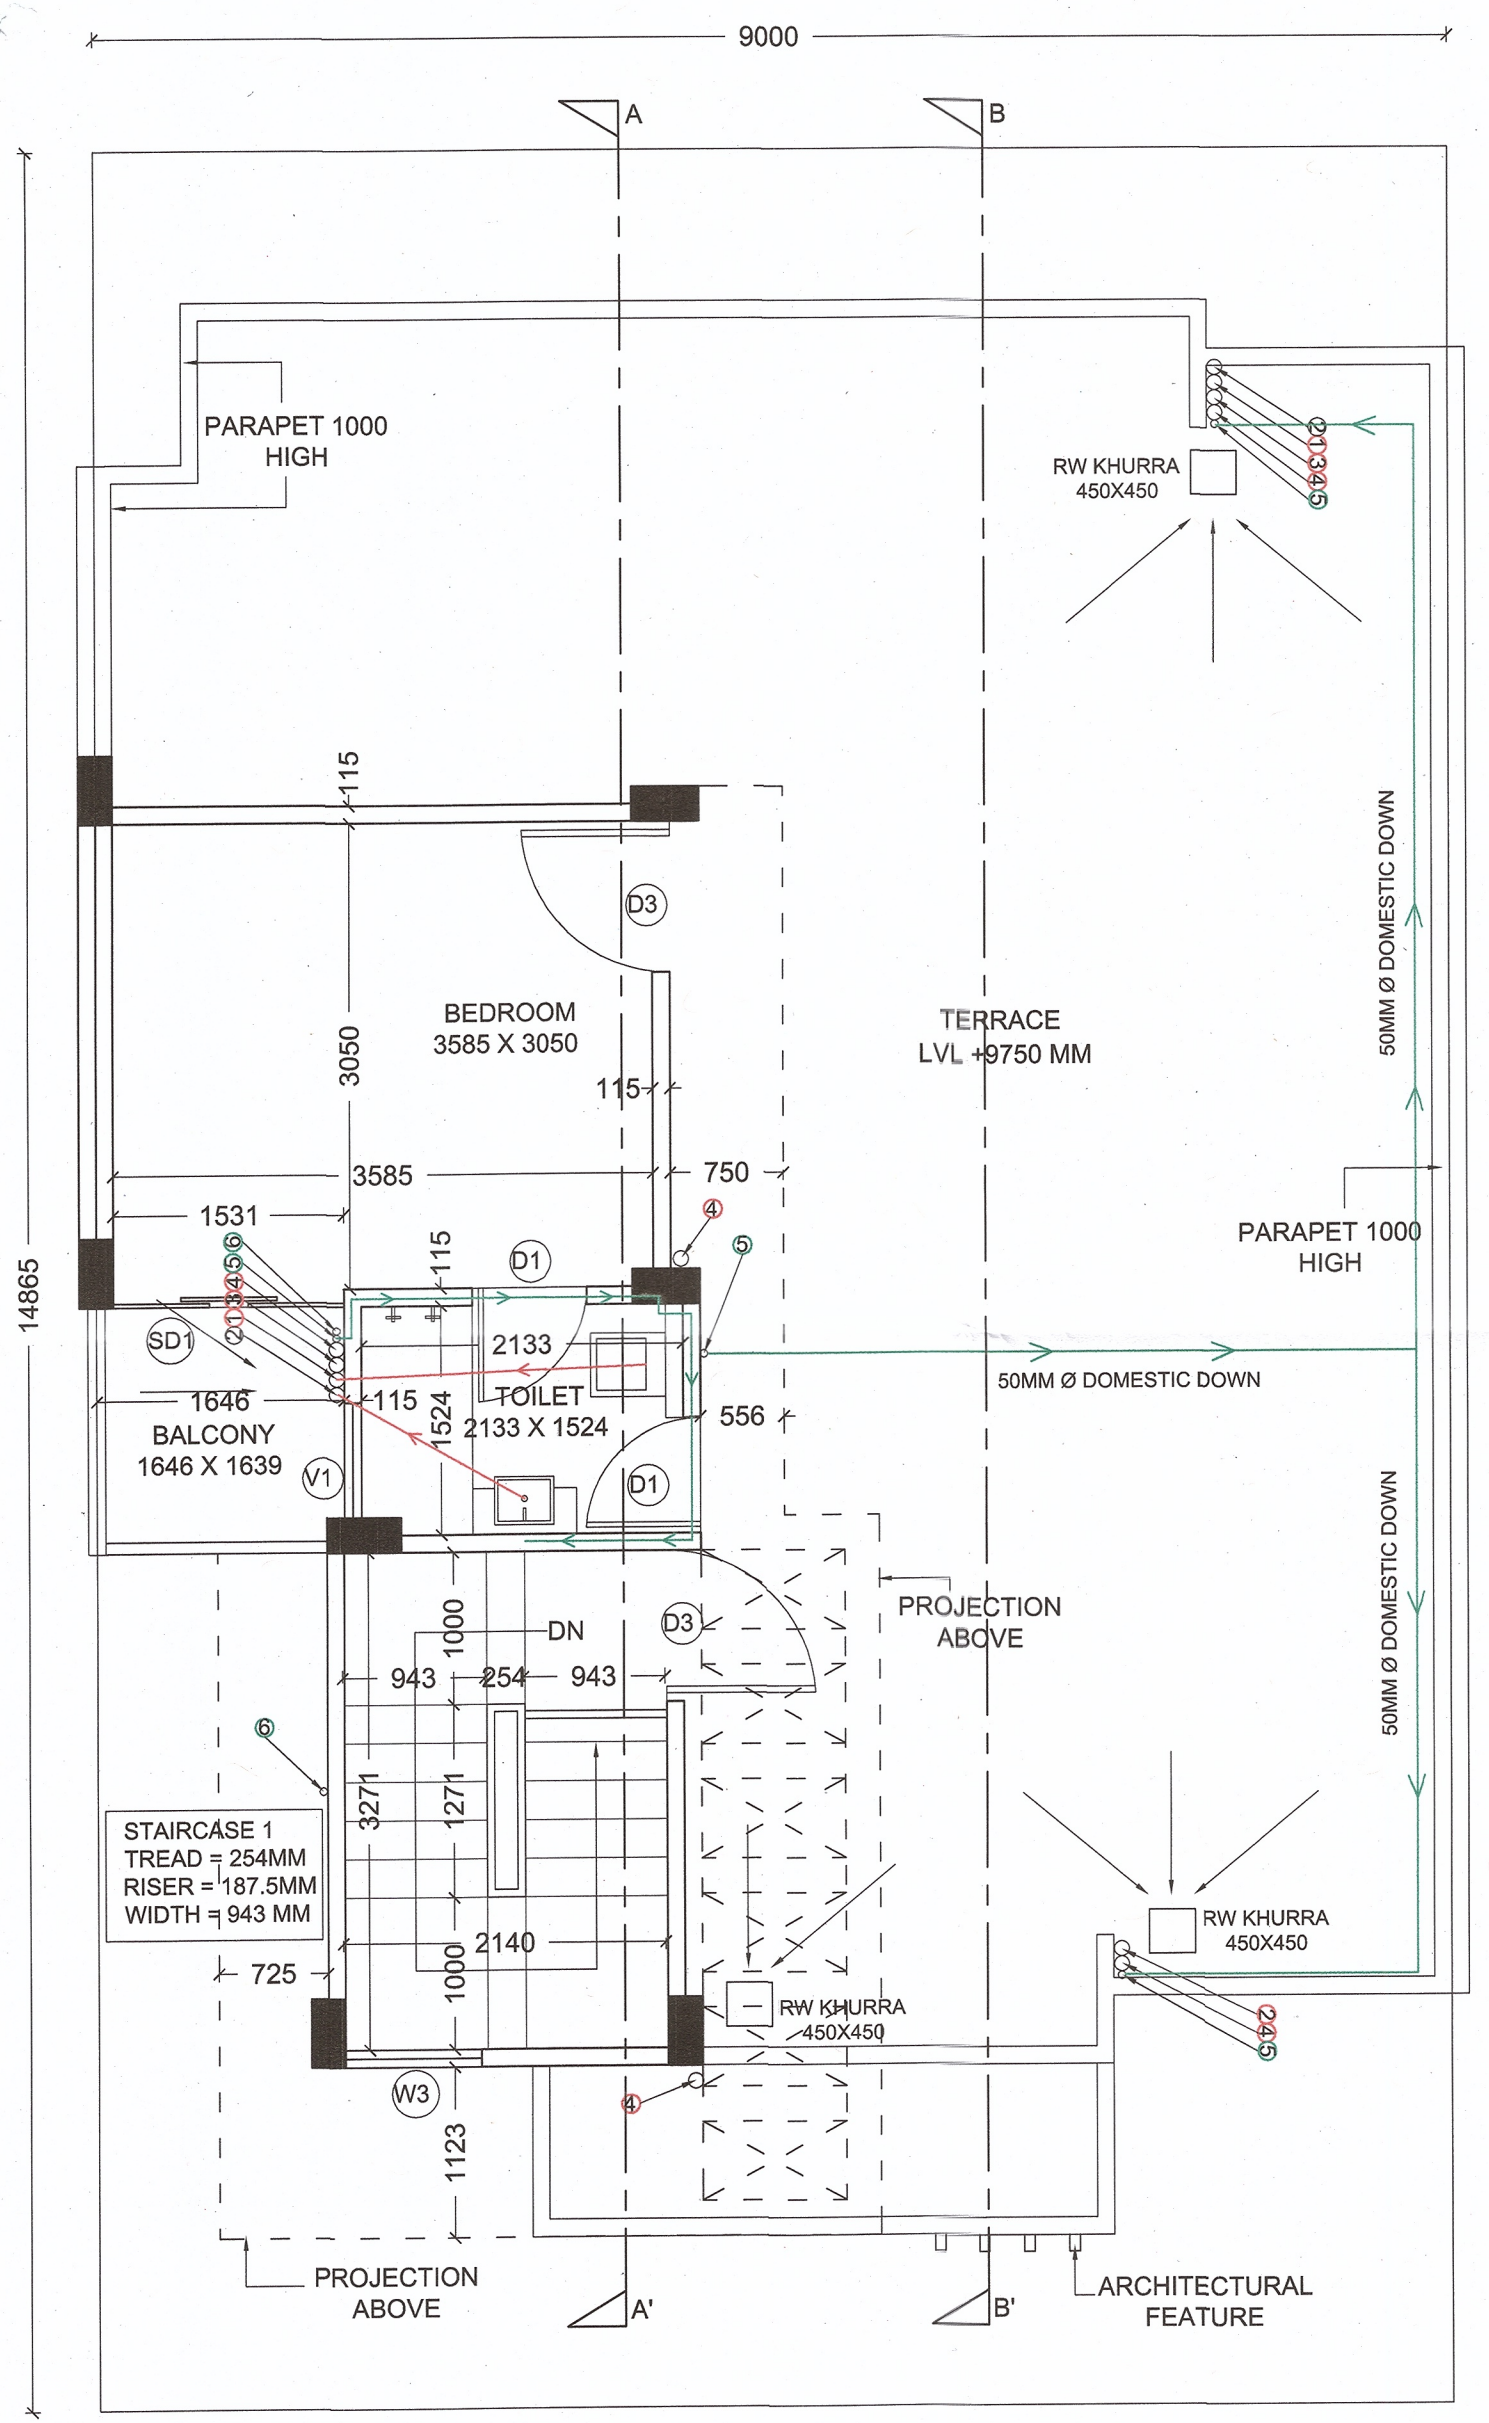 9000
A
B
PARAPET 1000
HIGH
RW KHURRA
450X450
2
1
3
4
5
115
D3
50MM Ø DOMESTIC DOWN
BEDROOM
3585 X 3050
3050
TERRACE
LVL +9750 MM
115
3585
750
1531
4
5
PARAPET 1000
HIGH
6
5
4
3
1
2
115
D1
14865
SD1
2133
50MM Ø DOMESTIC DOWN
1646
115
1524
TOILET
2133 X 1524
556
BALCONY
1646 X 1639
V1
D1
50MM Ø DOMESTIC DOWN
1000
DN
D3
PROJECTION
ABOVE
943
254
943
6
3271
1271
STAIRCASE 1
TREAD = 254MM
RISER = 187.5MM
WIDTH = 943 MM
RW KHURRA
450X450
2140
725
1000
RW KHURRA
450X450
2
4
5
W3
4
1123
PROJECTION
ABOVE
A'
B'
ARCHITECTURAL
FEATURE